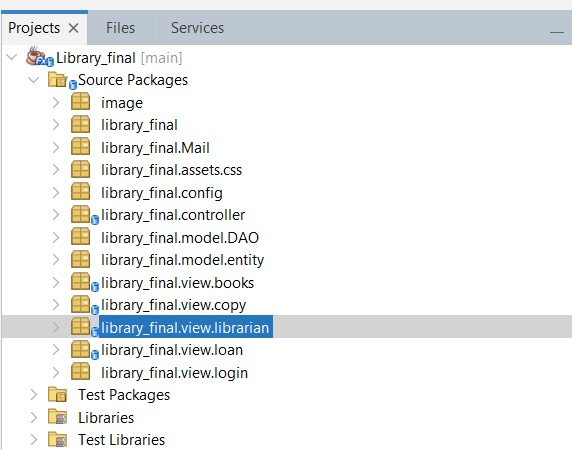 Projects Files Services
Library_final [main]
Source Packages
image
library_final
library_final.Mail
library_final.assets.css
library_final.config
library_final.controller
library_final.model.DAO
library_final.model.entity
library_final.view.books
library_final.view.copy
library_final.view.librarian
library_final.view.loan
library_final.view.login
Test Packages
Libraries
Test Libraries